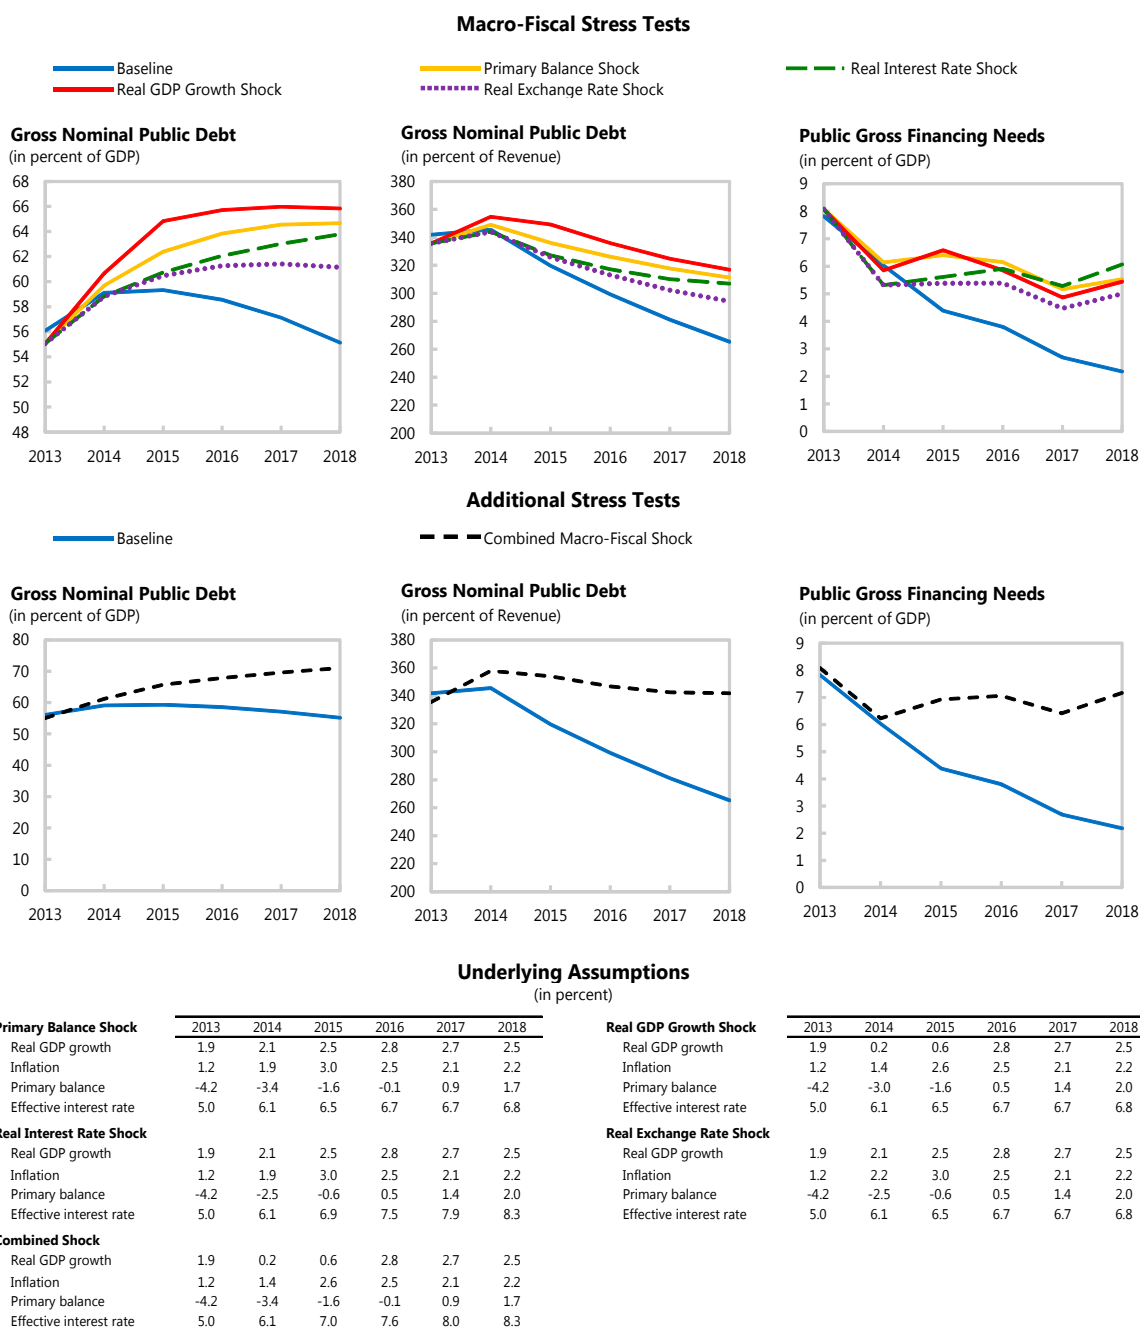 Macro-Fiscal Stress Tests
Baseline
Primary Balance Shock
Real Interest Rate Shock
Real GDP Growth Shock
Real Exchange Rate Shock
Gross Nominal Public Debt
(in percent of GDP)
68
66
64
62
60
58
56
54
52
50
48
2013 2014 2015 2016 2017 2018
Gross Nominal Public Debt
(in percent of Revenue)
380
360
340
320
300
280
260
240
220
200
2013 2014 2015 2016 2017 2018
Public Gross Financing Needs
(in percent of GDP)
9
8
7
6
5
4
3
2
1
0
2013 2014 2015 2016 2017 2018
Additional Stress Tests
Baseline
Combined Macro-Fiscal Shock
Gross Nominal Public Debt
(in percent of GDP)
80
70
60
50
40
30
20
10
0
2013 2014 2015 2016 2017 2018
Gross Nominal Public Debt
(in percent of Revenue)
380
360
340
320
300
280
260
240
220
200
2013 2014 2015 2016 2017 2018
Public Gross Financing Needs
(in percent of GDP)
9
8
7
6
5
4
3
2
1
0
2013 2014 2015 2016 2017 2018
Underlying Assumptions
(in percent)
Primary Balance Shock 2013 2014 2015 2016 2017 2018
Real GDP growth 1.9 2.1 2.5 2.8 2.7 2.5
Inflation 1.2 1.9 3.0 2.5 2.1 2.2
Primary balance -4.2 -3.4 -1.6 -0.1 0.9 1.7
Effective interest rate 5.0 6.1 6.5 6.7 6.7 6.8
Real Interest Rate Shock
Real GDP growth 1.9 2.1 2.5 2.8 2.7 2.5
Inflation 1.2 1.9 3.0 2.5 2.1 2.2
Primary balance -4.2 -2.5 -0.6 0.5 1.4 2.0
Effective interest rate 5.0 6.1 6.9 7.5 7.9 8.3
Combined Shock
Real GDP growth 1.9 0.2 0.6 2.8 2.7 2.5
Inflation 1.2 1.4 2.6 2.5 2.1 2.2
Primary balance -4.2 -3.4 -1.6 -0.1 0.9 1.7
Effective interest rate 5.0 6.1 7.0 7.6 8.0 8.3
Real GDP Growth Shock 2013 2014 2015 2016 2017 2018
Real GDP growth 1.9 0.2 0.6 2.8 2.7 2.5
Inflation 1.2 1.4 2.6 2.5 2.1 2.2
Primary balance -4.2 -3.0 -1.6 0.5 1.4 2.0
Effective interest rate 5.0 6.1 6.5 6.7 6.7 6.8
Real Exchange Rate Shock
Real GDP growth 1.9 2.1 2.5 2.8 2.7 2.5
Inflation 1.2 2.2 3.0 2.5 2.1 2.2
Primary balance -4.2 -2.5 -0.6 0.5 1.4 2.0
Effective interest rate 5.0 6.1 6.5 6.7 6.7 6.8